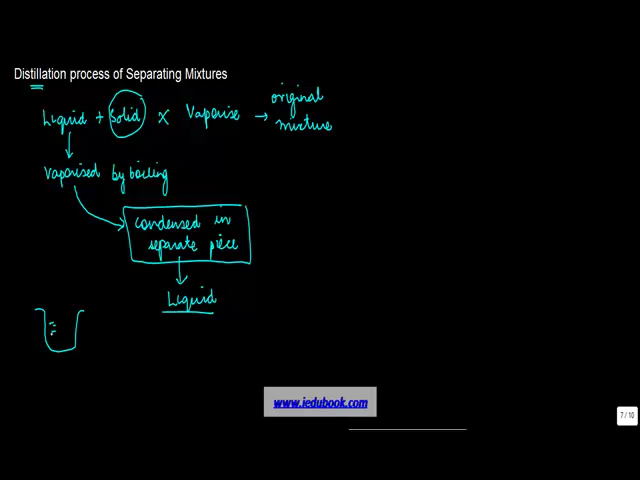 Distillation process of Separating Mixtures
Liquid + Solid × Vaporise → original mixture
Vaporised by boiling
condensed in
separate piece
Liquid
www.iedubook.com
7 / 10